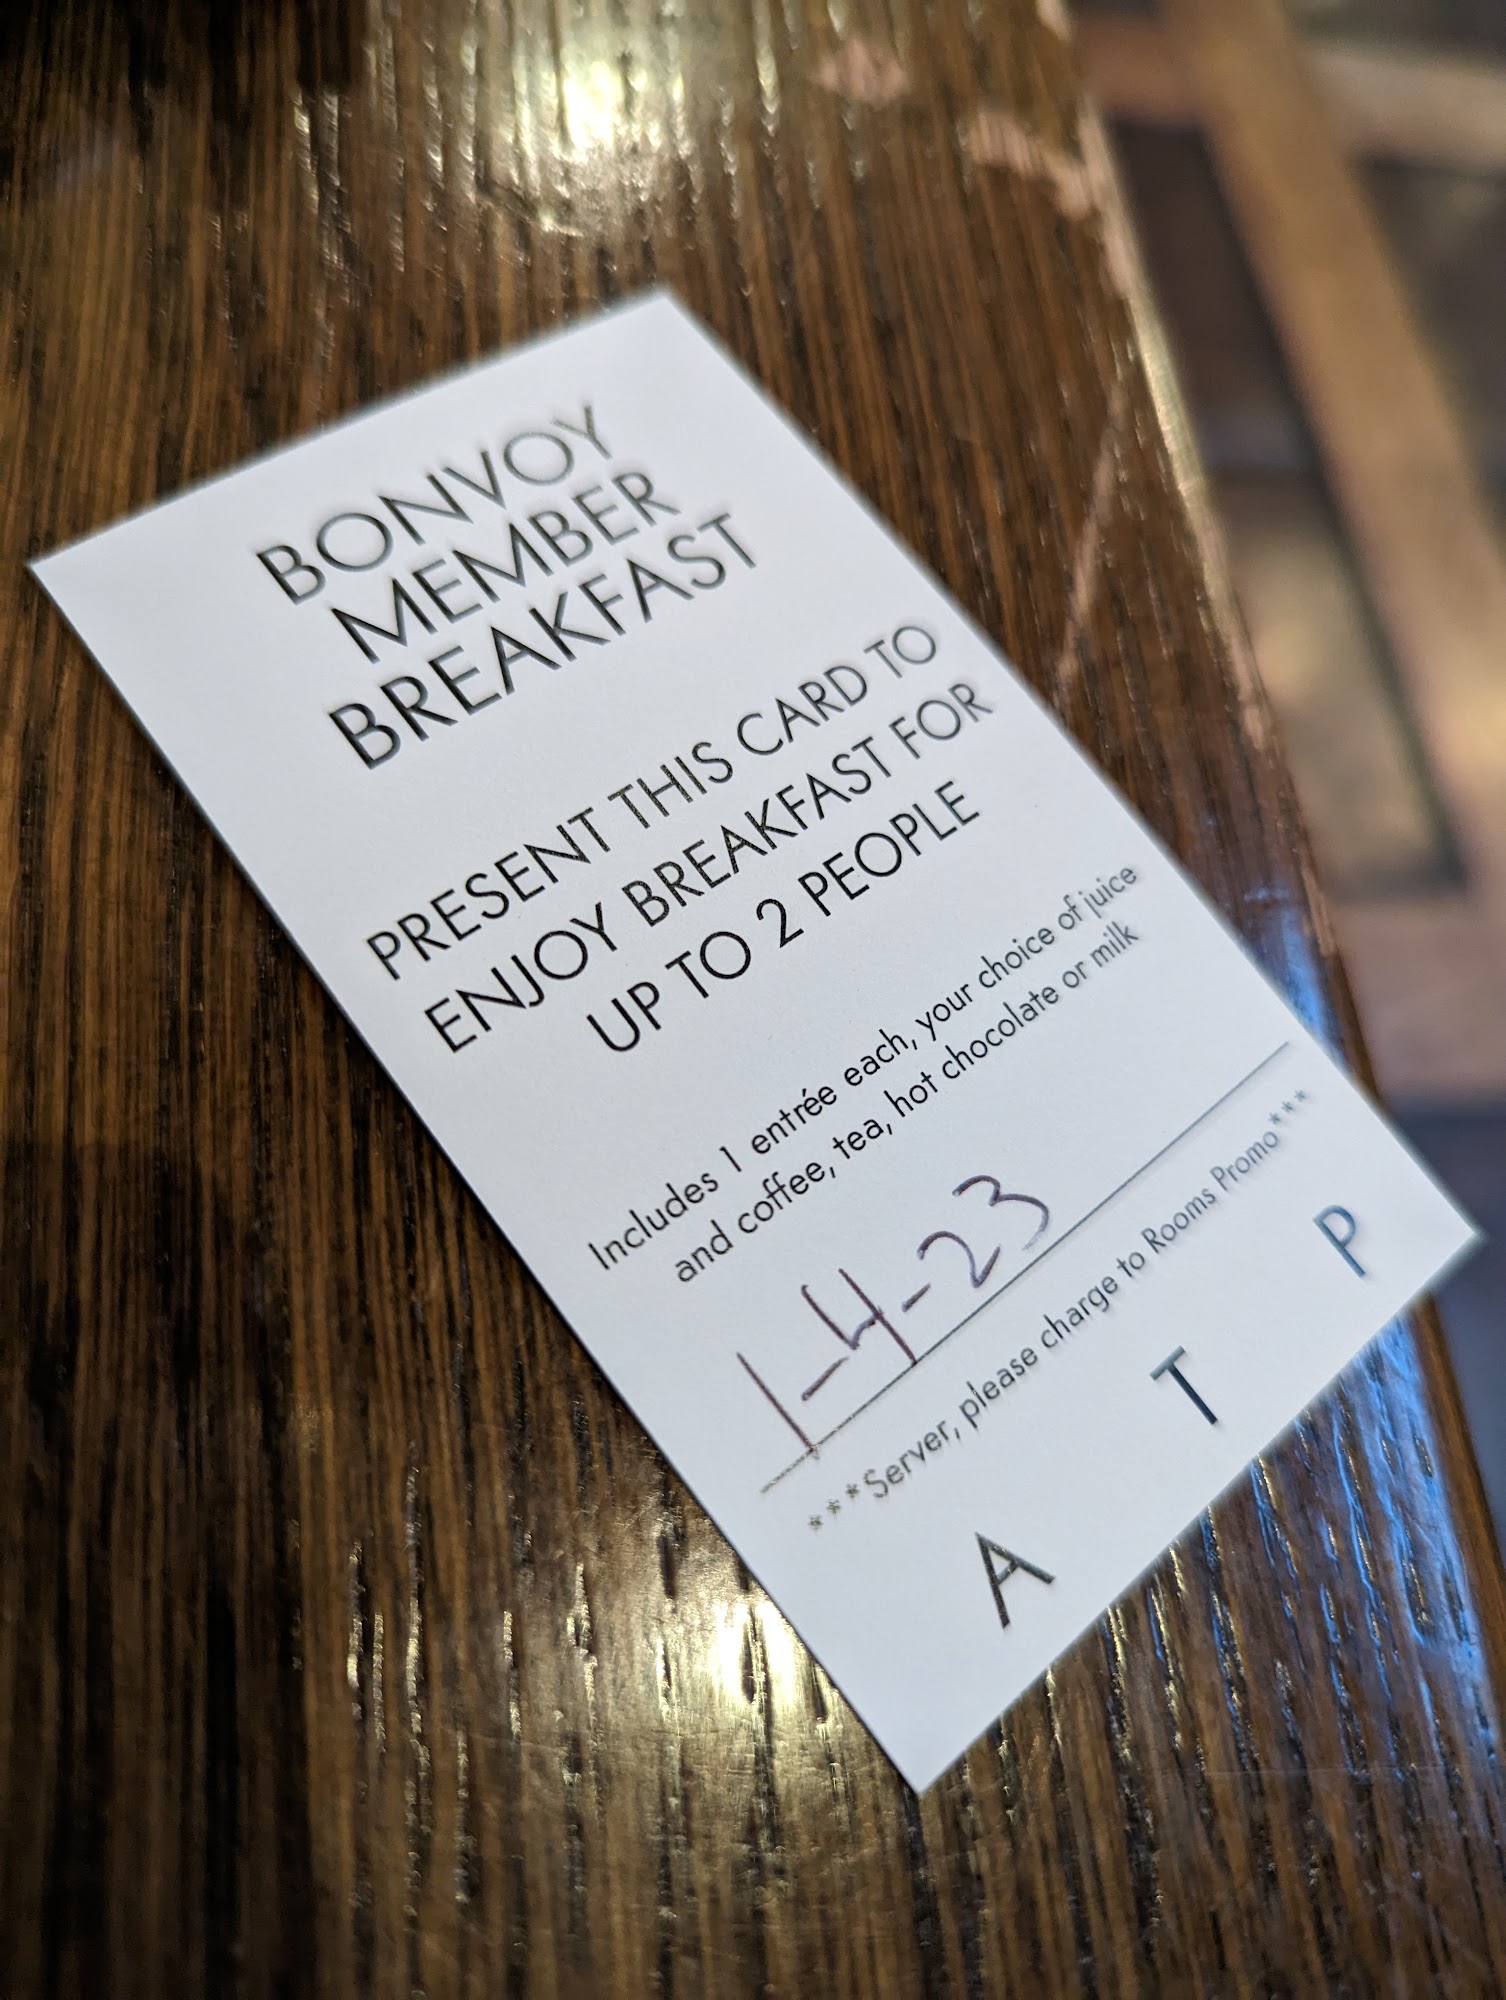 BONVOY
MEMBER
BREAKFAST
PRESENT THIS CARD TO
ENJOY BREAKFAST FOR
UP TO 2 PEOPLE
Includes 1 entrée each, your choice of juice
and coffee, tea, hot chocolate or milk
1-4-23
***Server, please charge to Rooms Promo***
A T P